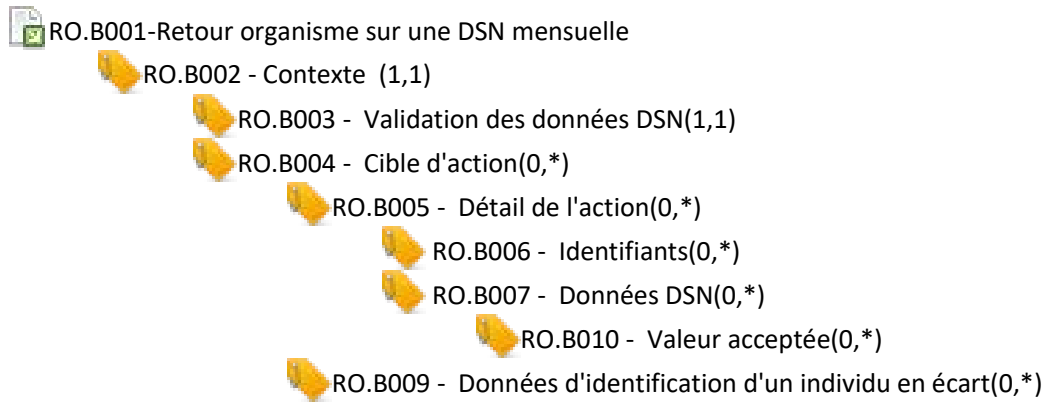 RO.B001-Retour organisme sur une DSN mensuelle
RO.B002 - Contexte (1,1)
RO.B003 - Validation des données DSN(1,1)
RO.B004 - Cible d'action(0,*)
RO.B005 - Détail de l'action(0,*)
RO.B006 - Identifiants(0,*)
RO.B007 - Données DSN(0,*)
RO.B010 - Valeur acceptée(0,*)
RO.B009 - Données d'identification d'un individu en écart(0,*)